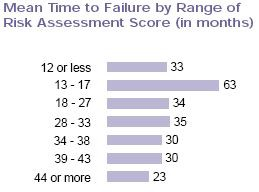 Mean Time to Failure by Range of
Risk Assessment Score (in months)
12 or less 33
13 - 17 63
18 - 27 34
28 - 33 35
34 - 38 30
39 - 43 30
44 or more 23